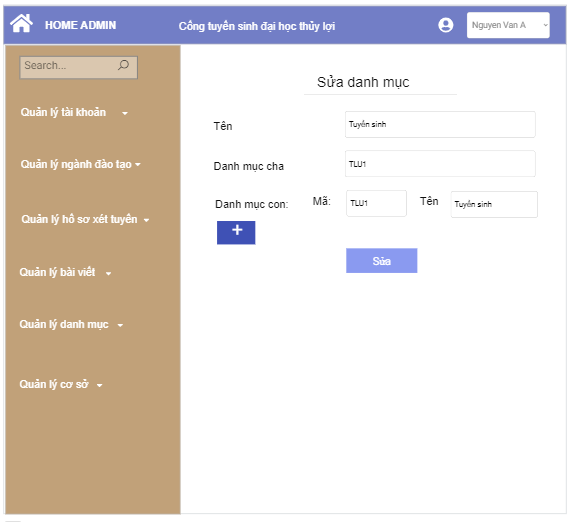 HOME ADMIN
Cổng tuyển sinh đại học thủy lợi
Nguyen Van A
Search...
Quản lý tài khoản
Quản lý ngành đào tạo
Quản lý hồ sơ xét tuyển
Quản lý bài viết
Quản lý danh mục
Quản lý cơ sở
Sửa danh mục
Tên
Tuyển sinh
Danh mục cha
TLU1
Danh mục con:
Mã:
TLU1
Tên
Tuyển sinh
+
Sửa